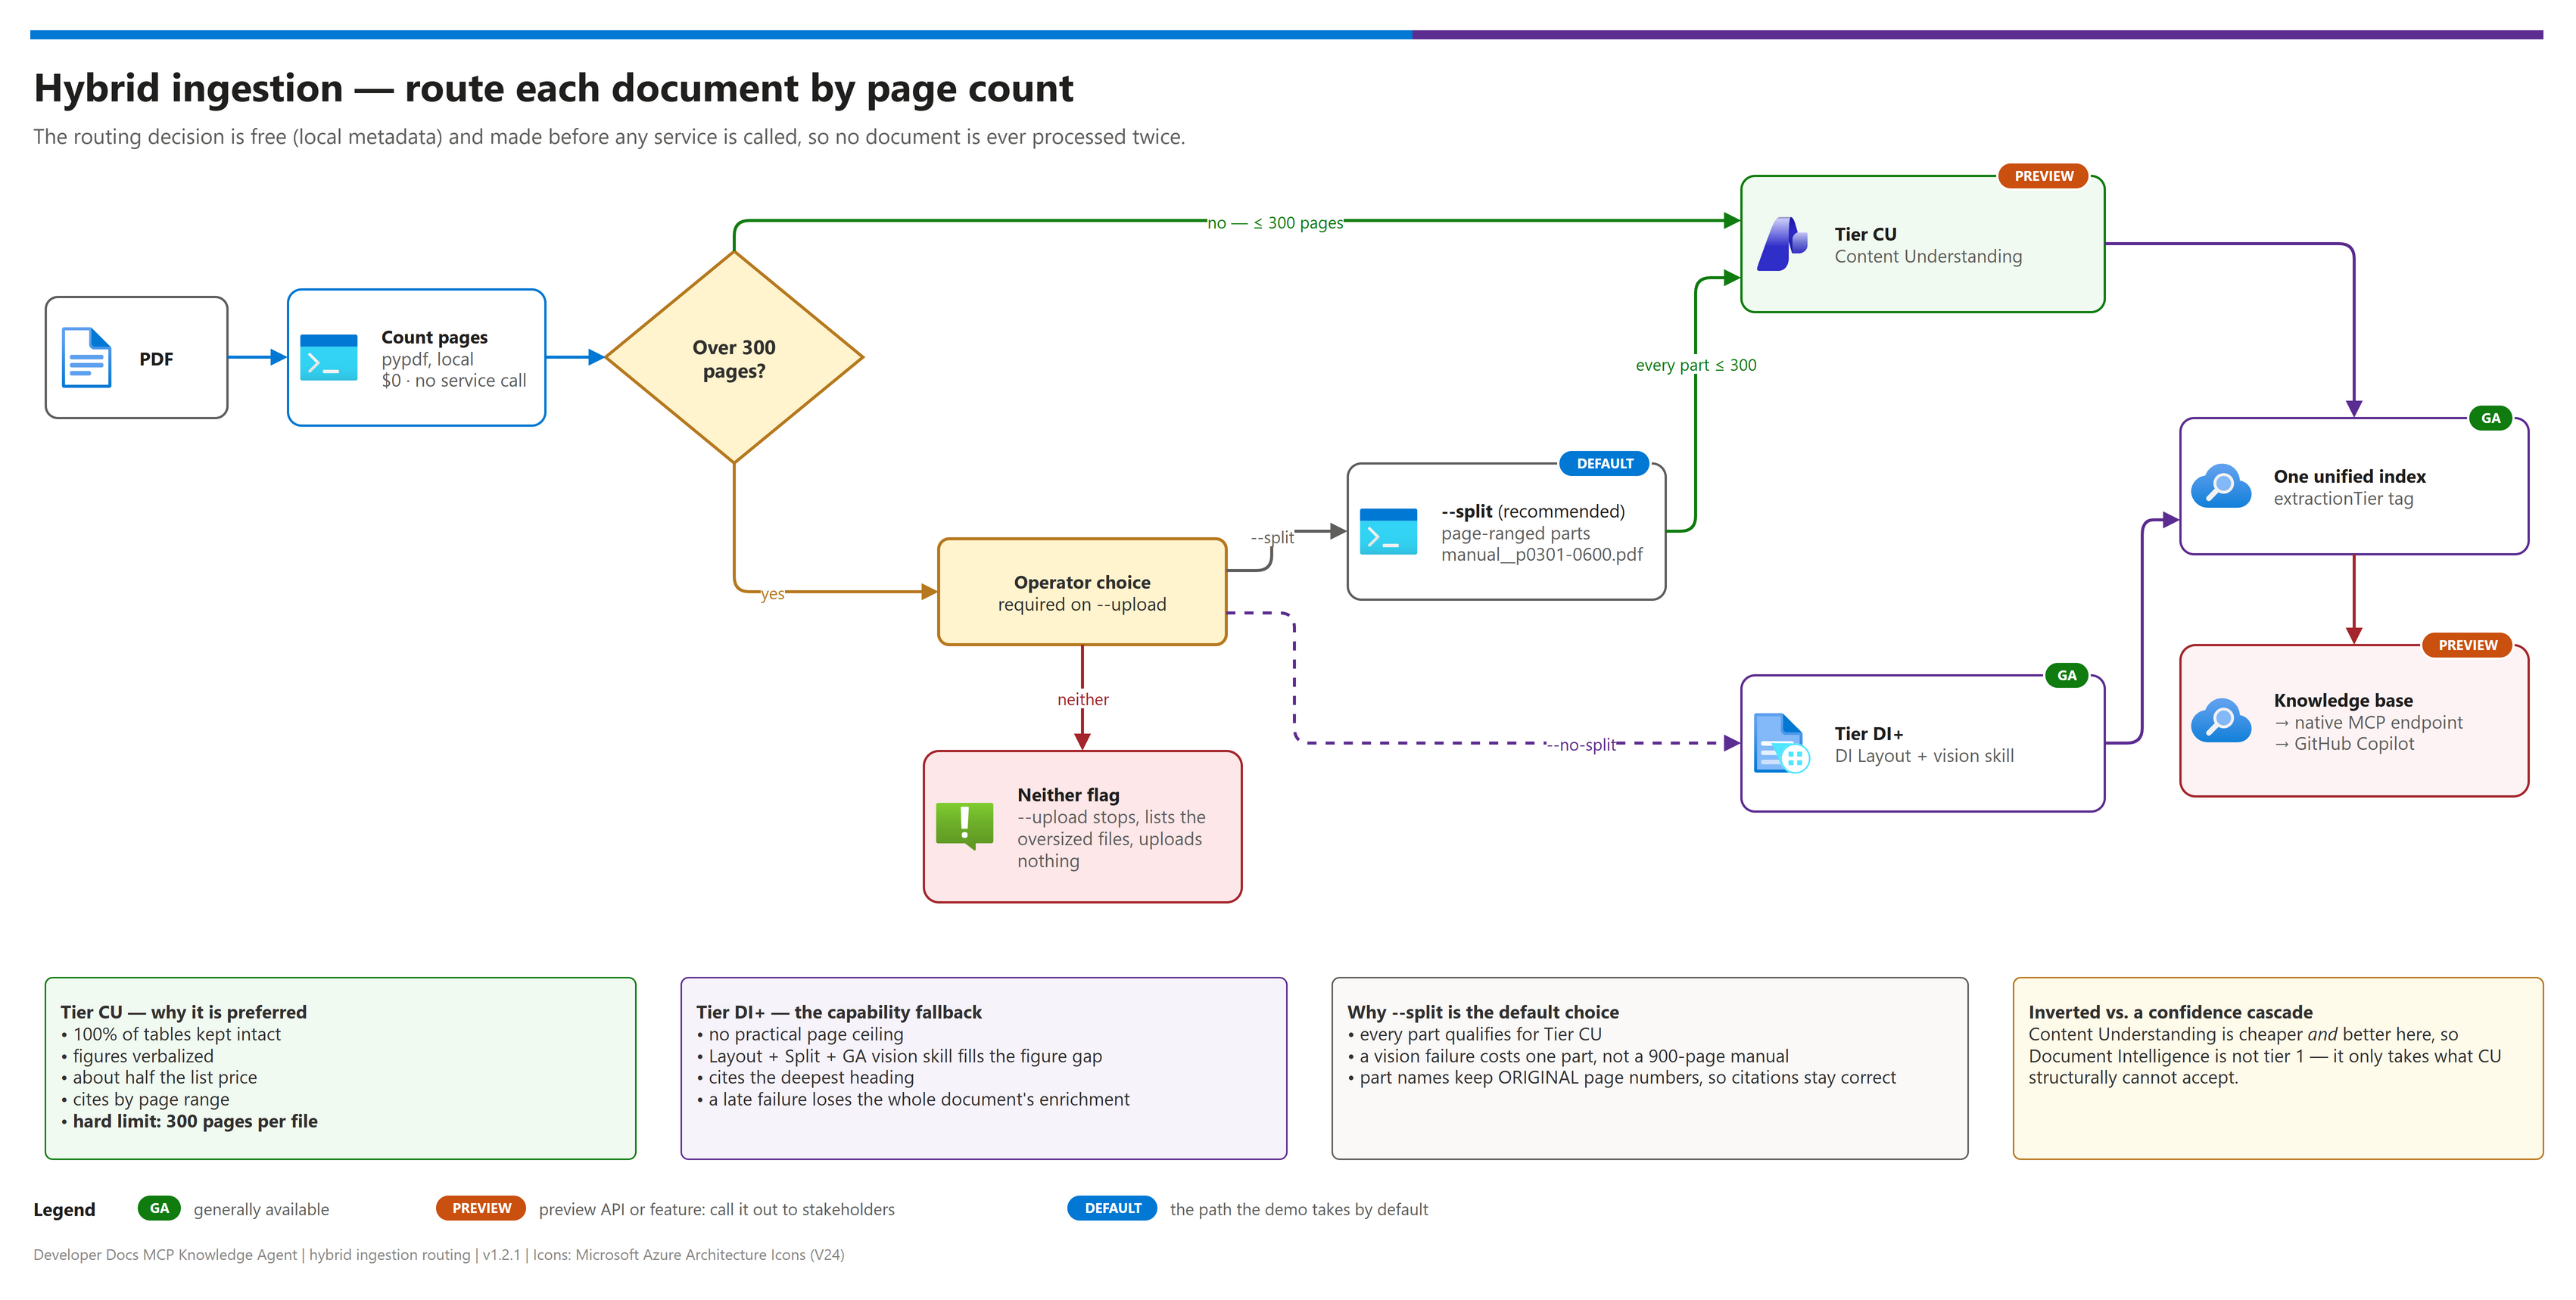 Hybrid ingestion — route each document by page count
The routing decision is free (local metadata) and made before any service is called, so no document is ever processed twice.
PDF
Count pages
pypdf, local
$0 · no service call
Over 300
pages?
no — ≤ 300 pages
yes
Operator choice
required on --upload
--split
--no-split
neither
Neither flag
--upload stops, lists the
oversized files, uploads
nothing
DEFAULT
--split (recommended)
page-ranged parts
manual__p0301-0600.pdf
every part ≤ 300
PREVIEW
Tier CU
Content Understanding
GA
Tier DI+
DI Layout + vision skill
GA
One unified index
extractionTier tag
PREVIEW
Knowledge base
→ native MCP endpoint
→ GitHub Copilot
Tier CU — why it is preferred
• 100% of tables kept intact
• figures verbalized
• about half the list price
• cites by page range
• hard limit: 300 pages per file
Tier DI+ — the capability fallback
• no practical page ceiling
• Layout + Split + GA vision skill fills the figure gap
• cites the deepest heading
• a late failure loses the whole document's enrichment
Why --split is the default choice
• every part qualifies for Tier CU
• a vision failure costs one part, not a 900-page manual
• part names keep ORIGINAL page numbers, so citations stay correct
Inverted vs. a confidence cascade
Content Understanding is cheaper and better here, so
Document Intelligence is not tier 1 — it only takes what CU
structurally cannot accept.
Legend
GA generally available
PREVIEW preview API or feature: call it out to stakeholders
DEFAULT the path the demo takes by default
Developer Docs MCP Knowledge Agent | hybrid ingestion routing | v1.2.1 | Icons: Microsoft Azure Architecture Icons (V24)